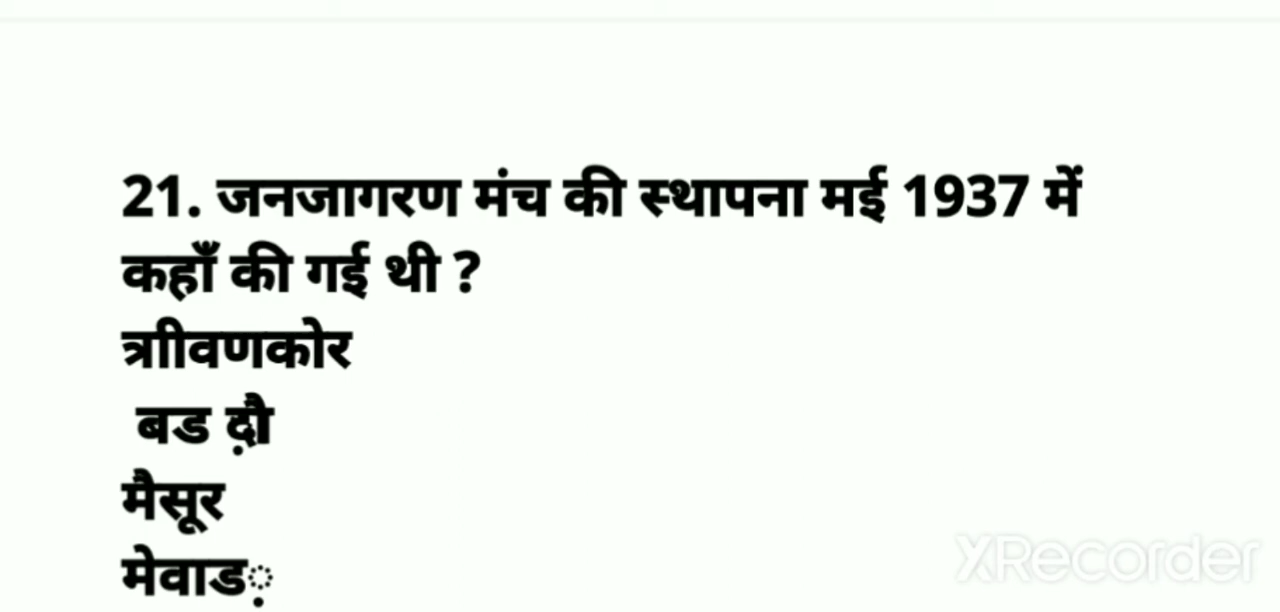 21. जनजागरण मंच की स्थापना मई 1937 में
कहाँ की गई थी ?
त्राीवणकोर
बड दी़ौ
मैसूर
मेवाड़
XRecorder